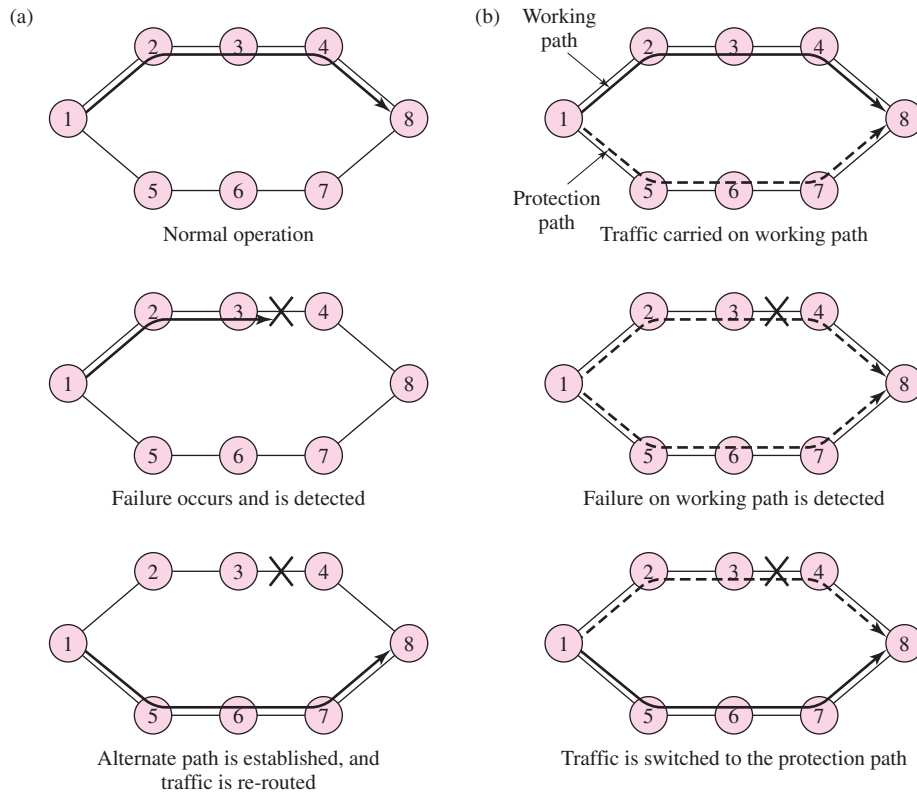 (a)
2 3 4
1 8
5 6 7
Normal operation
2 3 4
1 8
5 6 7
Failure occurs and is detected
2 3 4
1 8
5 6 7
Alternate path is established, and
traffic is re-routed
(b)
Working
path
2 3 4
1 8
5 6 7
Protection
path
Traffic carried on working path
2 3 4
1 8
5 6 7
Failure on working path is detected
2 3 4
1 8
5 6 7
Traffic is switched to the protection path